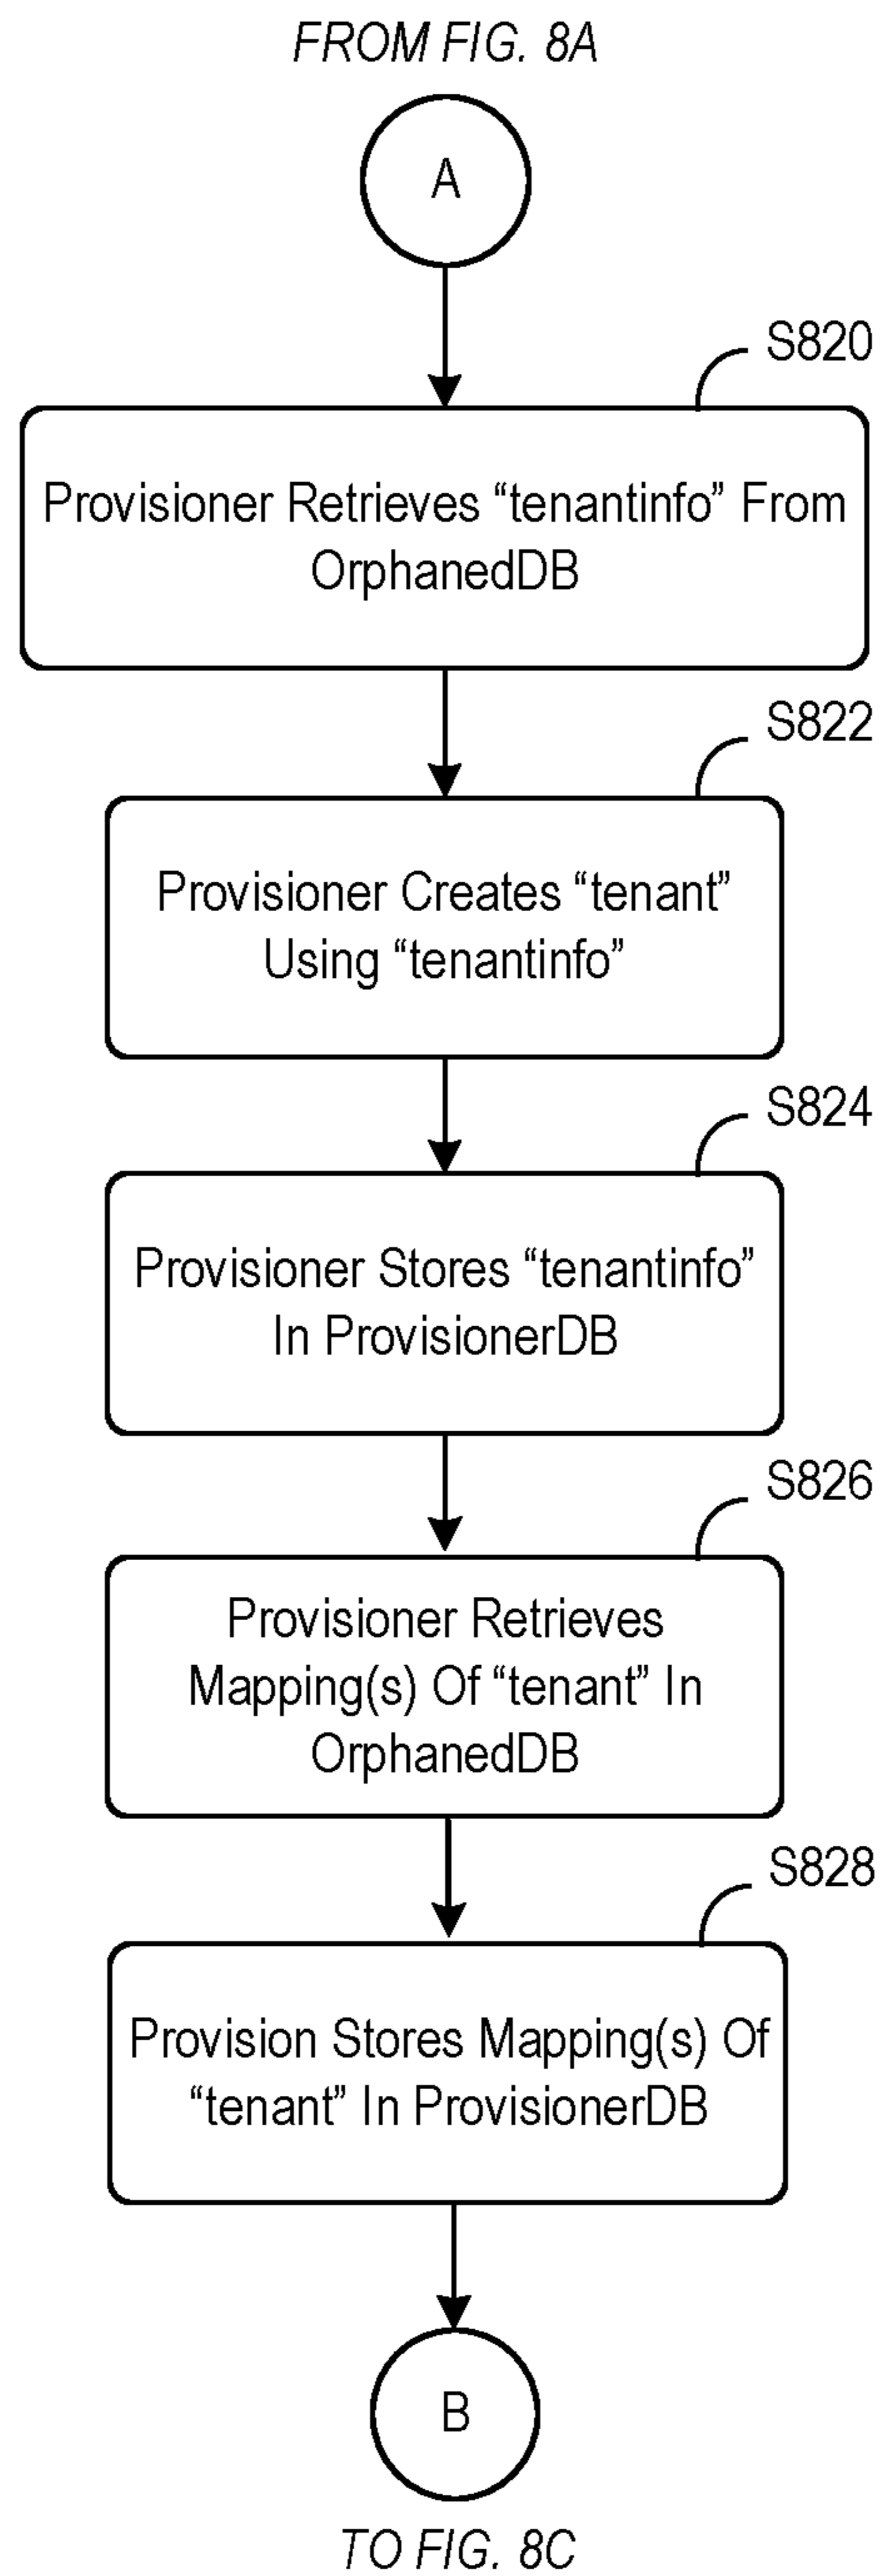 FROM FIG. 8A
A
S820
Provisioner Retrieves “tenantinfo” From
OrphanedDB
S822
Provisioner Creates “tenant”
Using “tenantinfo”
S824
Provisioner Stores “tenantinfo”
In ProvisionerDB
S826
Provisioner Retrieves
Mapping(s) Of “tenant” In
OrphanedDB
S828
Provision Stores Mapping(s) Of
“tenant” In ProvisionerDB
B
TO FIG. 8C